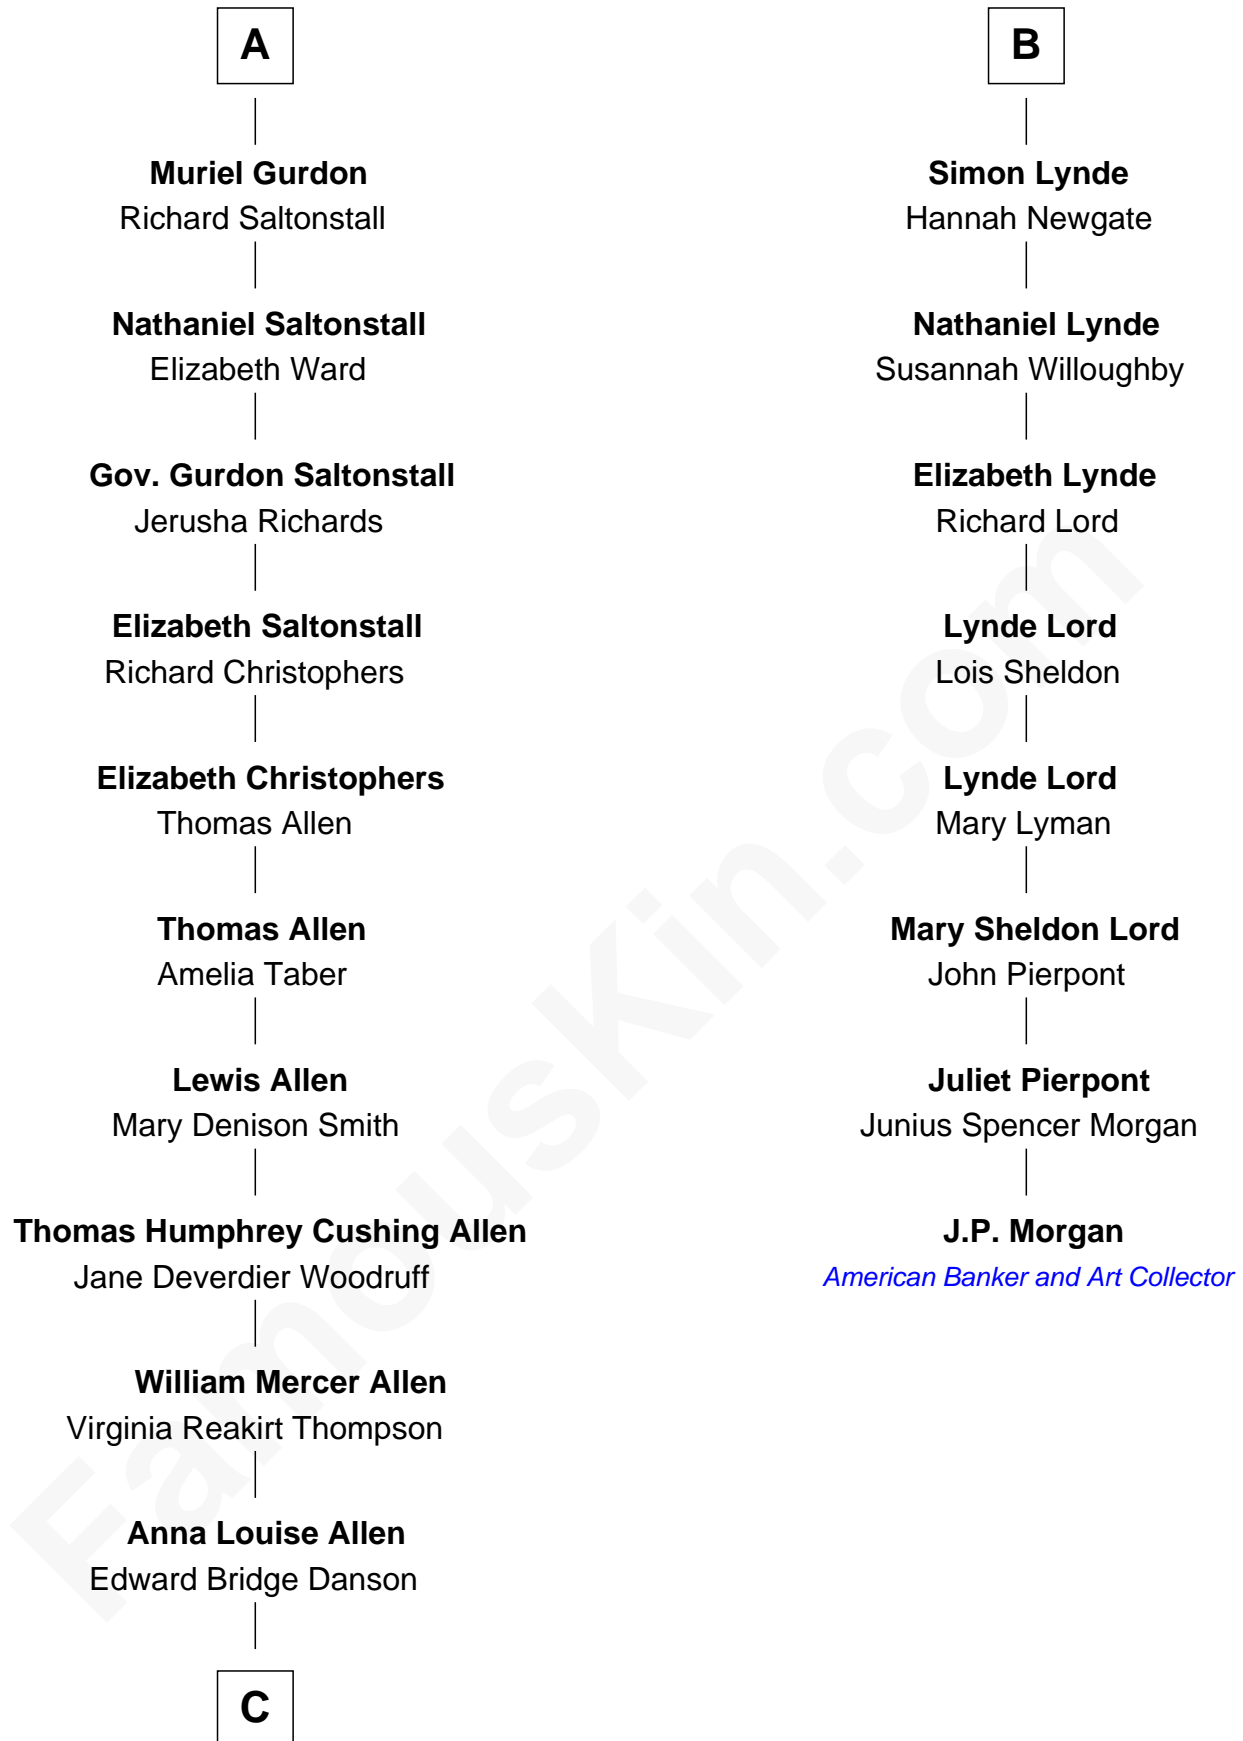 A
Muriel Gurdon
Richard Saltonstall
Nathaniel Saltonstall
Elizabeth Ward
Gov. Gurdon Saltonstall
Jerusha Richards
Elizabeth Saltonstall
Richard Christophers
Elizabeth Christophers
Thomas Allen
Thomas Allen
Amelia Taber
Lewis Allen
Mary Denison Smith
Thomas Humphrey Cushing Allen
Jane Deverdier Woodruff
William Mercer Allen
Virginia Reakirt Thompson
Anna Louise Allen
Edward Bridge Danson
C
B
Simon Lynde
Hannah Newgate
Nathaniel Lynde
Susannah Willoughby
Elizabeth Lynde
Richard Lord
Lynde Lord
Lois Sheldon
Lynde Lord
Mary Lyman
Mary Sheldon Lord
John Pierpont
Juliet Pierpont
Junius Spencer Morgan
J.P. Morgan
American Banker and Art Collector
FamousKin.com